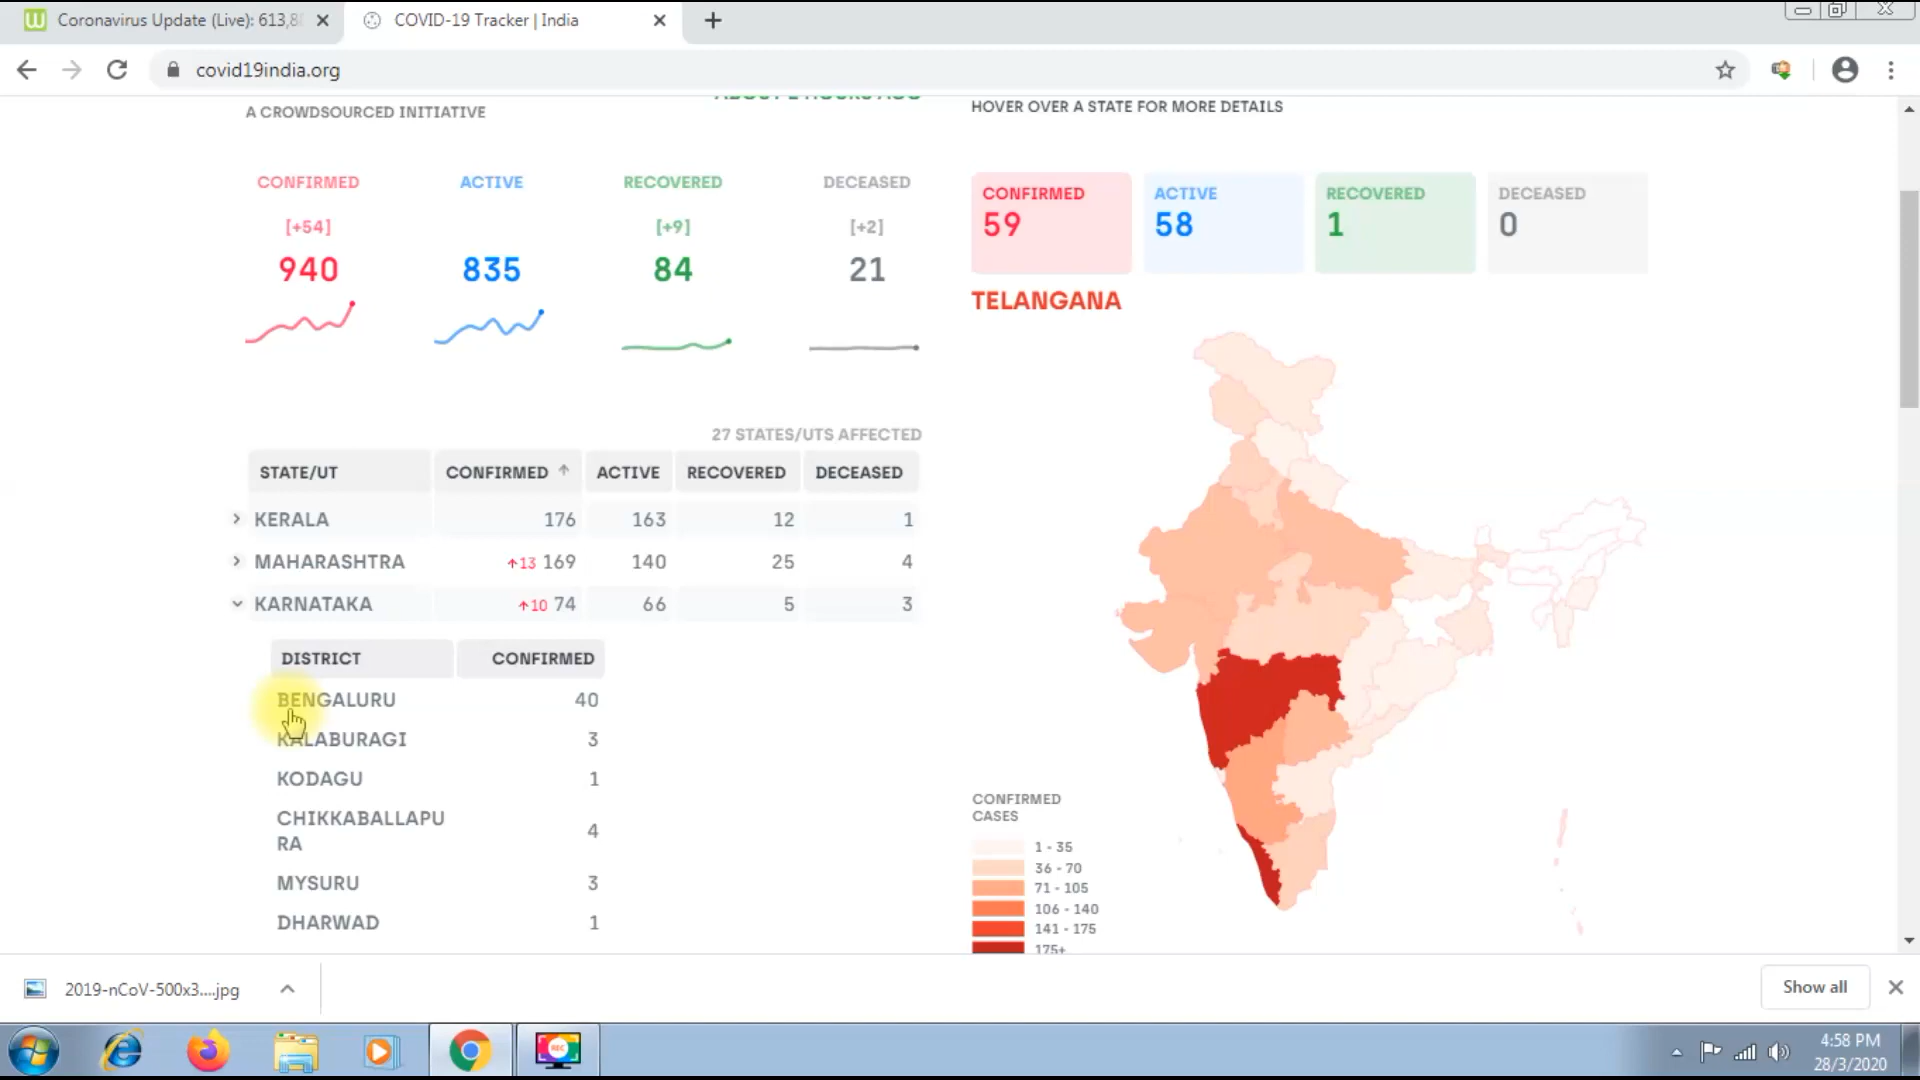 Coronavirus Update (Live): 613,8
COVID-19 Tracker | India
covid19india.org
A CROWDSOURCED INITIATIVE
HOVER OVER A STATE FOR MORE DETAILS
CONFIRMED ACTIVE RECOVERED DECEASED
[+54] [+9] [+2]
940 835 84 21
CONFIRMED ACTIVE RECOVERED DECEASED
59 58 1 0
TELANGANA
27 STATES/UTS AFFECTED
STATE/UT CONFIRMED ↑ ACTIVE RECOVERED DECEASED
KERALA 176 163 12 1
MAHARASHTRA ↑13 169 140 25 4
KARNATAKA ↑10 74 66 5 3
DISTRICT CONFIRMED
BENGALURU 40
KALABURAGI 3
KODAGU 1
CHIKKABALLAPU
RA 4
MYSURU 3
DHARWAD 1
CONFIRMED
CASES
1 - 35
36 - 70
71 - 105
106 - 140
141 - 175
175+
2019-nCoV-500x3....jpg
Show all
REC
4:58 PM
28/3/2020